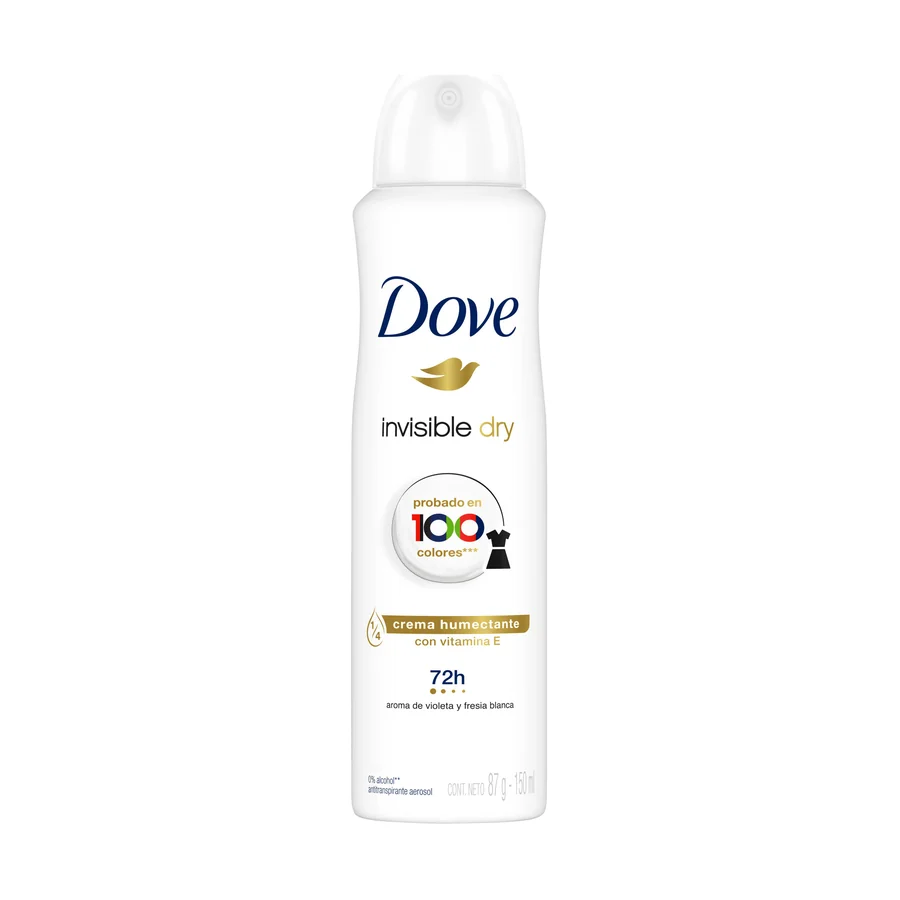 Dove
invisible dry
probado en
100
colores***
1/4
crema humectante
con vitamina E
72h
aroma de violeta y fresia blanca
0% alcohol**
antitranspirante aerosol
CONT. NETO 87 g - 150 ml